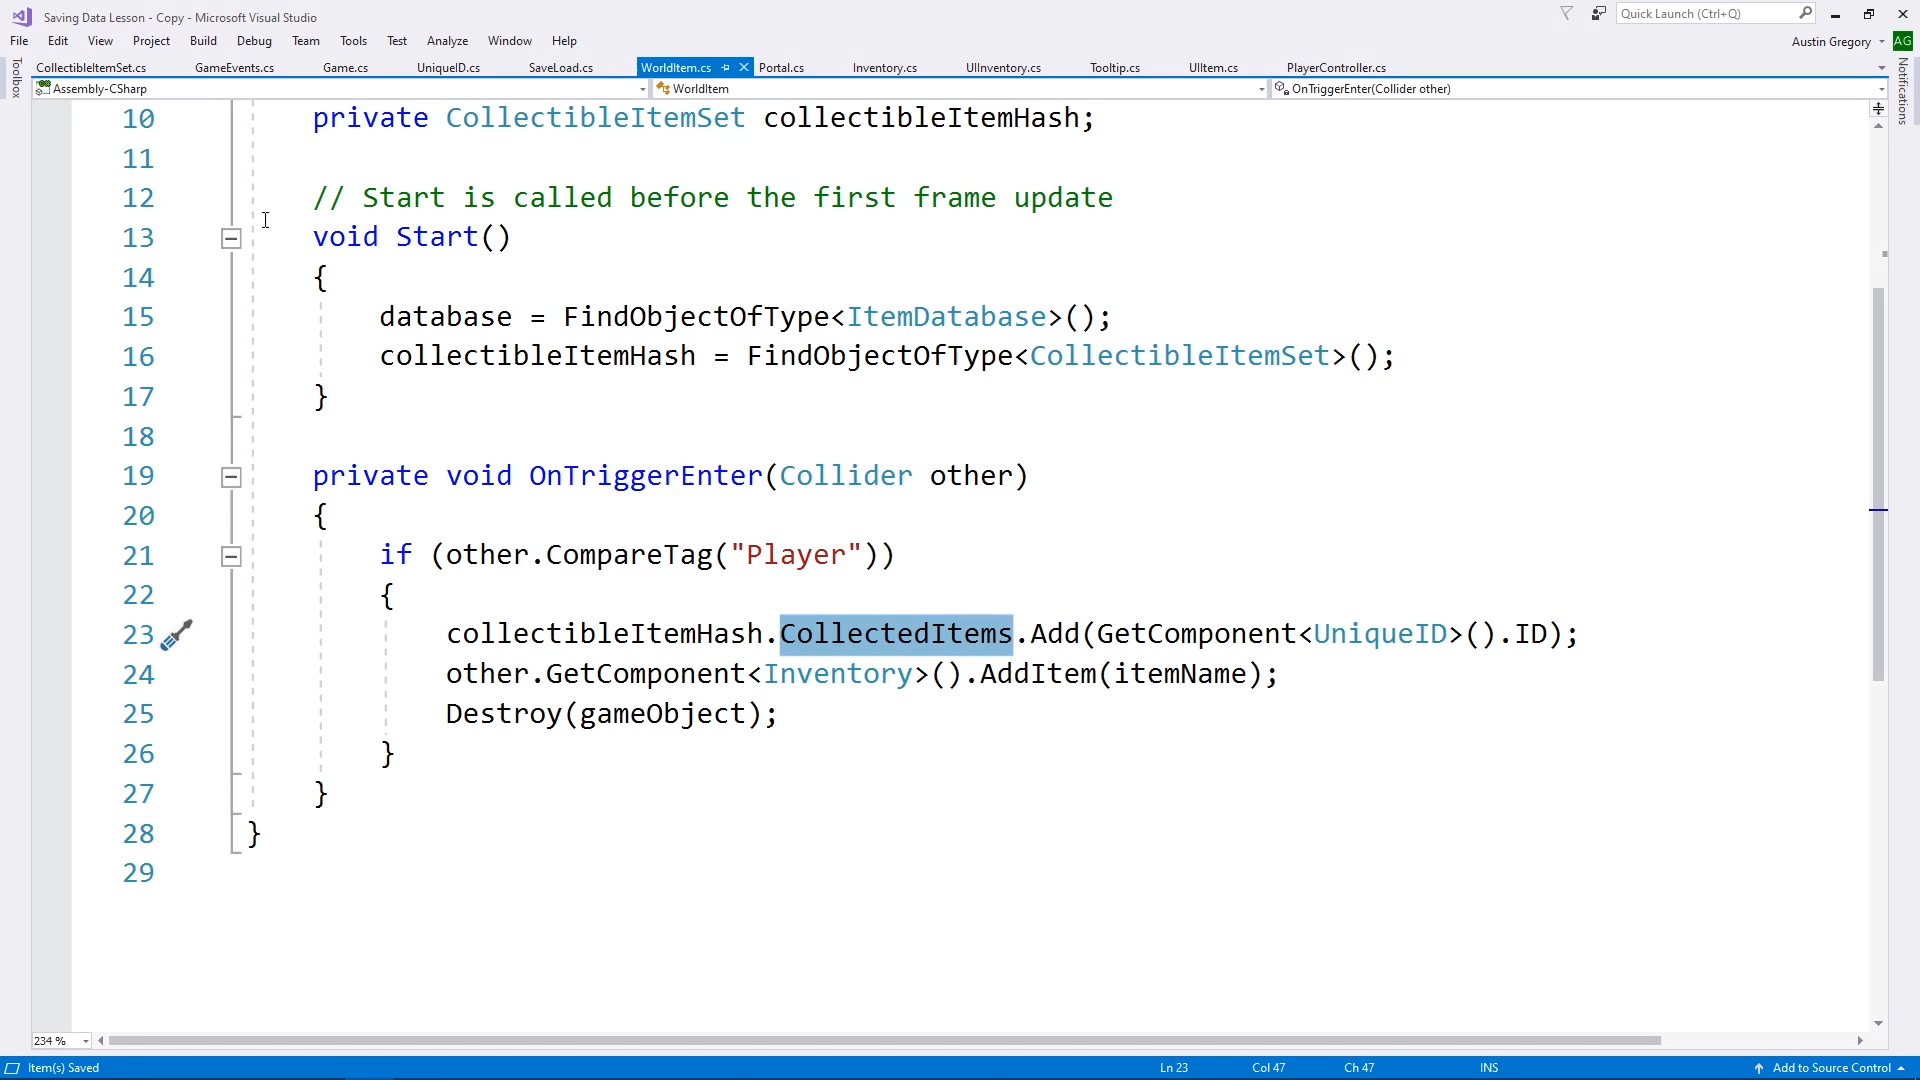 Saving Data Lesson - Copy - Microsoft Visual Studio
Quick Launch (Ctrl+Q)
File Edit View Project Build Debug Team Tools Test Analyze Window Help
Austin Gregory AG
Toolbox
CollectibleItemSet.cs GameEvents.cs Game.cs UniqueID.cs SaveLoad.cs WorldItem.cs Portal.cs Inventory.cs UIInventory.cs Tooltip.cs UIItem.cs PlayerController.cs
Notifications
Assembly-CSharp WorldItem OnTriggerEnter(Collider other)
10 private CollectibleItemSet collectibleItemHash;
11
12 // Start is called before the first frame update
13 void Start()
14 {
15 database = FindObjectOfType<ItemDatabase>();
16 collectibleItemHash = FindObjectOfType<CollectibleItemSet>();
17 }
18
19 private void OnTriggerEnter(Collider other)
20 {
21 if (other.CompareTag("Player"))
22 {
23 collectibleItemHash.CollectedItems.Add(GetComponent<UniqueID>().ID);
24 other.GetComponent<Inventory>().AddItem(itemName);
25 Destroy(gameObject);
26 }
27 }
28 }
29
234 %
Item(s) Saved Ln 23 Col 47 Ch 47 INS Add to Source Control